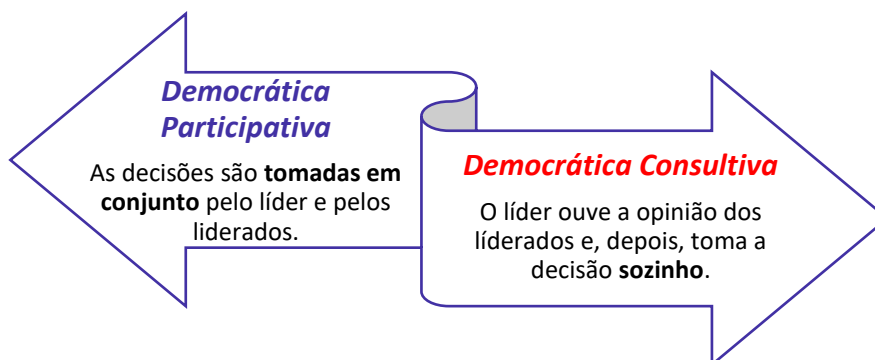 Democrática
Participativa
As decisões são tomadas em
conjunto pelo líder e pelos
liderados.
Democrática Consultiva
O líder ouve a opinião dos
líderados e, depois, toma a
decisão sozinho.